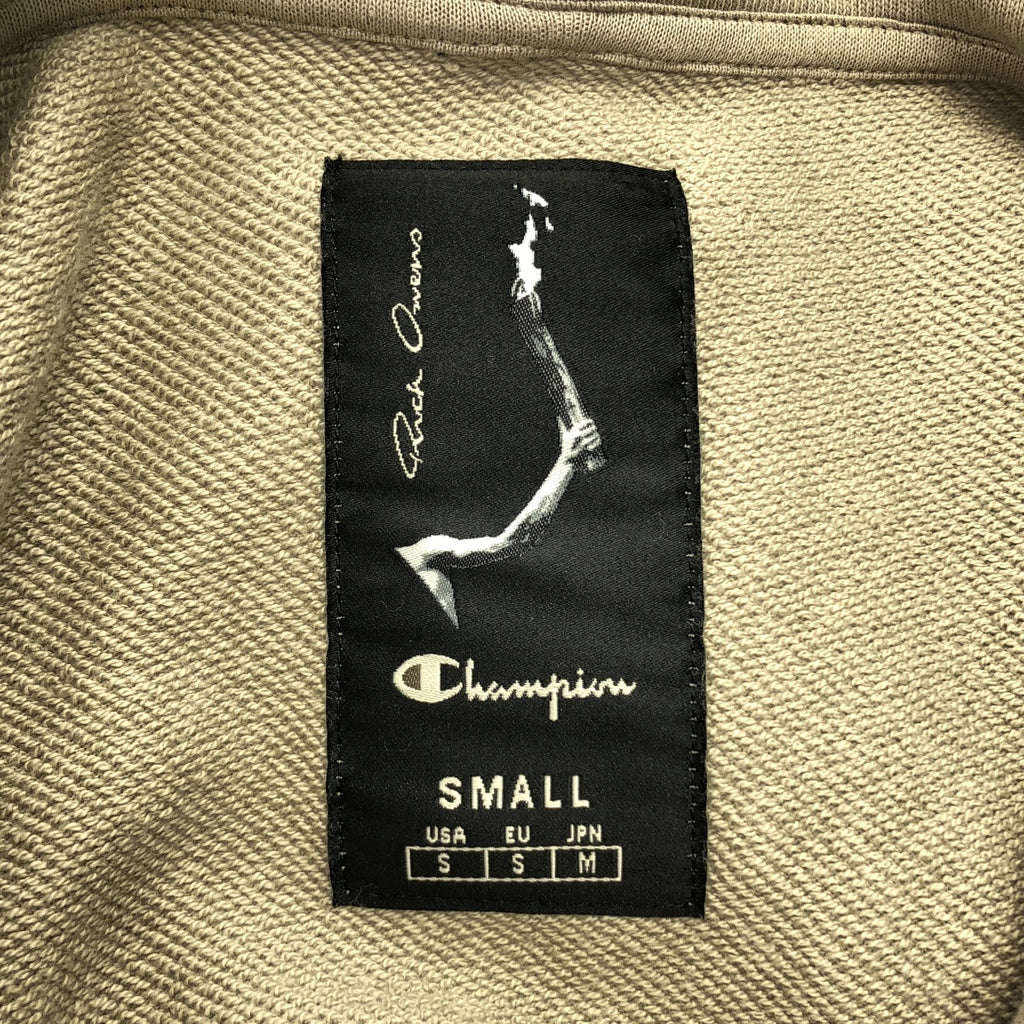 Rick Owens
Champion
SMALL
USA EU JPN
S S M